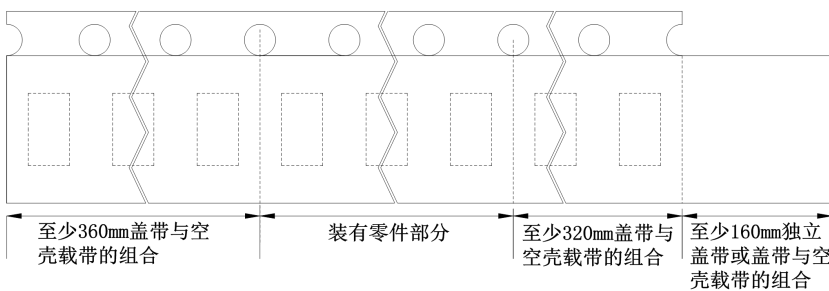 至少360mm盖带与空
壳载带的组合
装有零件部分
至少320mm盖带与
空壳载带的组合
至少160mm独立
盖带或盖带与空
壳载带的组合